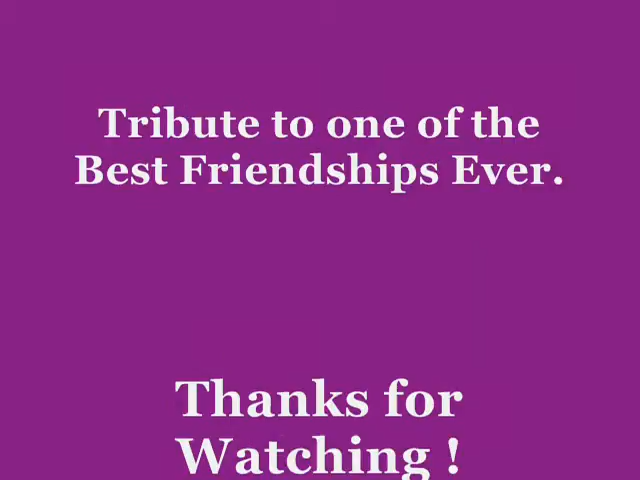 Tribute to one of the
Best Friendships Ever.
Thanks for
Watching !